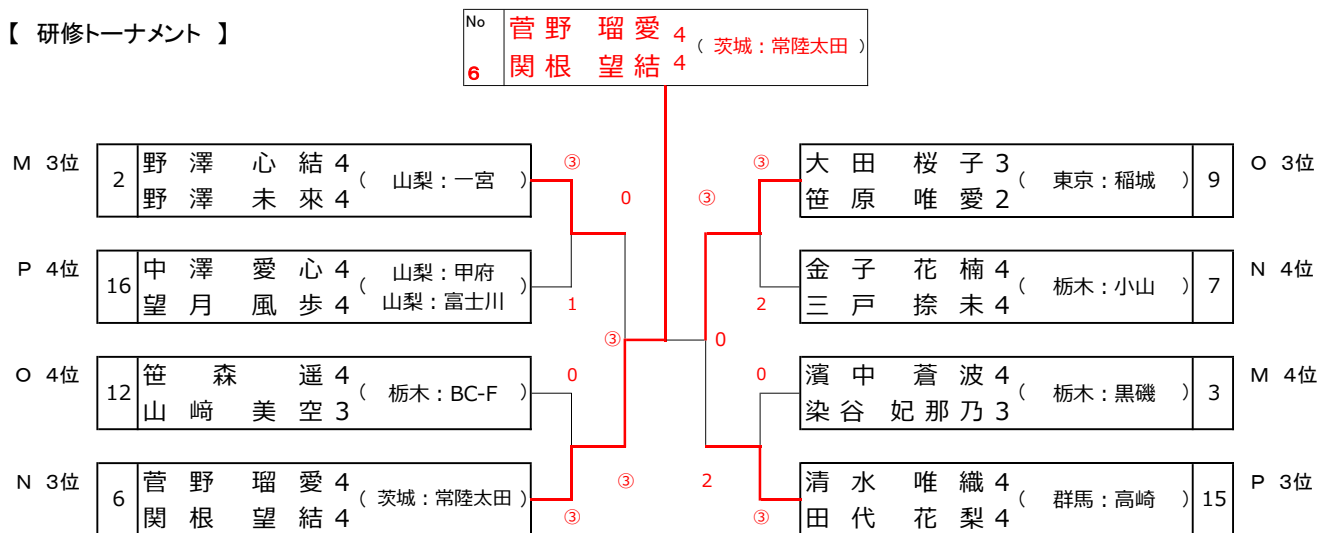 【 研修トーナメント 】
No
6
菅野 瑠愛 4
関根 望結 4
( 茨城：常陸太田 )
M 3位
2
野澤 心結 4
野澤 未來 4
( 山梨：一宮 )
③
0
P 4位
16
中澤 愛心 4
望月 風歩 4
( 山梨：甲府
山梨：富士川 )
1
③
O 4位
12
笹森 遥 4
山﨑 美空 3
( 栃木：BC-F )
0
N 3位
6
菅野 瑠愛 4
関根 望結 4
( 茨城：常陸太田 )
③
③
③
③
大田 桜子 3
笹原 唯愛 2
( 東京：稲城 )
9
O 3位
2
金子 花楠 4
三戸 捺未 4
( 栃木：小山 )
7
N 4位
0
0
濱中 蒼波 4
染谷 妃那乃 3
( 栃木：黒磯 )
3
M 4位
2
③
清水 唯織 4
田代 花梨 4
( 群馬：高崎 )
15
P 3位